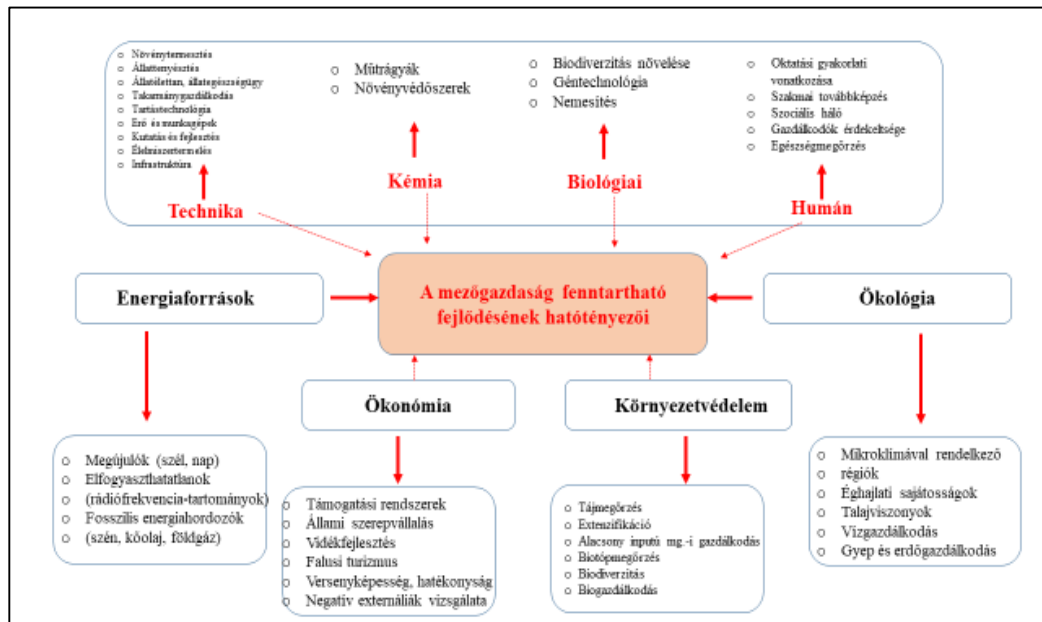 Növénytermesztés
Állattenyésztés
Állatélettan, állategészségügy
Takarmánygazdálkodás
Tartástechnológia
Erő és munkagépek
Kutatás és fejlesztés
Élelmiszertermelés
Infrastruktúra
Technika
Műtrágyák
Növényvédőszerek
Kémia
Biodiverzitás növelése
Géntechnológia
Nemesítés
Biológiai
Oktatási gyakorlati
vonatkozása
Szakmai továbbképzés
Szociális háló
Gazdálkodók érdekeltsége
Egészségmegőrzés
Humán
Energiaforrások
A mezőgazdaság fenntartható
fejlődésének hatótényezői
Ökológia
Ökonómia
Környezetvédelem
Megújulók (szél, nap)
Elfogyaszthatatlanok
(rádiófrekvencia-tartományok)
Fosszilis energiahordozók
(szén, kőolaj, földgáz)
Támogatási rendszerek
Állami szerepvállalás
Vidékfejlesztés
Falusi turizmus
Versenyképesség, hatékonyság
Negatív externáliák vizsgálata
Tájmegőrzés
Extenzifikáció
Alacsony inputú mg.-i gazdálkodás
Biotópmegőrzés
Biodiverzitás
Biogazdálkodás
Mikroklímával rendelkező
régiók
Éghajlati sajátosságok
Talajviszonyok
Vízgazdálkodás
Gyep és erdőgazdálkodás